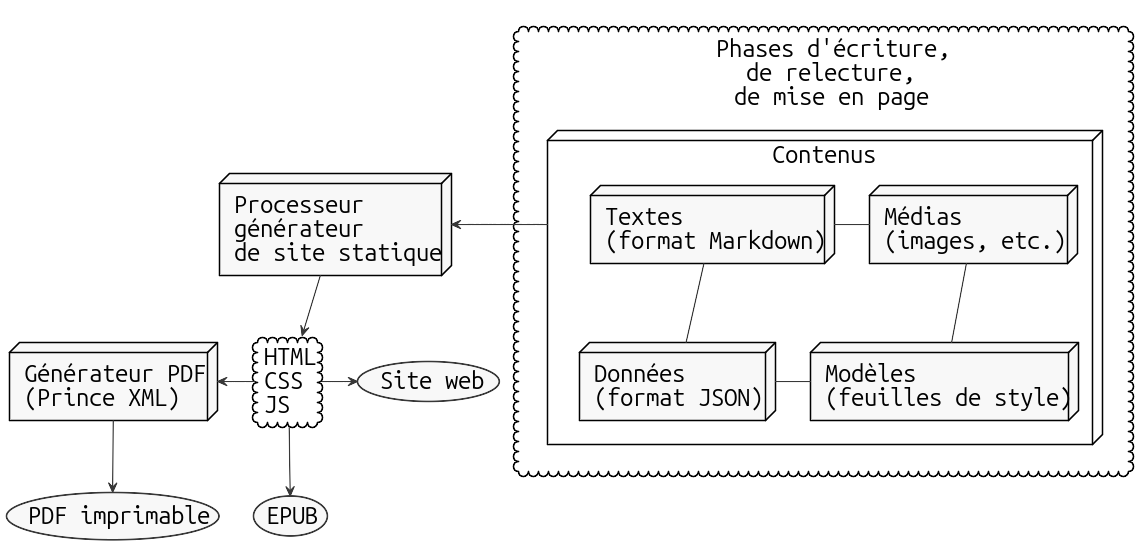 Phases d'écriture,
de relecture,
de mise en page
Contenus
Textes
(format Markdown)
Médias
(images, etc.)
Données
(format JSON)
Modèles
(feuilles de style)
Processeur
générateur
de site statique
HTML
CSS
JS
Générateur PDF
(Prince XML)
Site web
PDF imprimable
EPUB